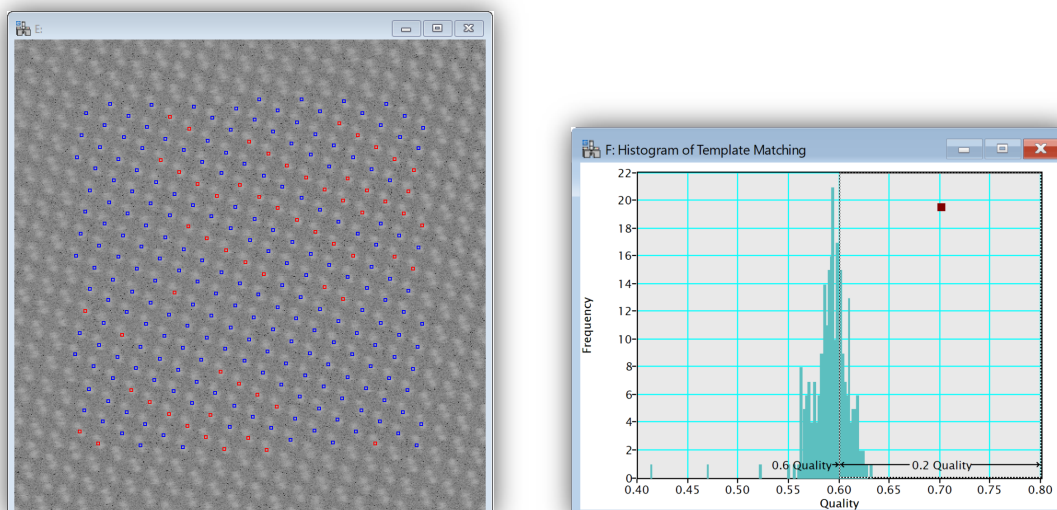 E:
F: Histogram of Template Matching
22
20
18
16
14
12
10
8
6
4
2
0
Frequency
0.6 Quality
0.2 Quality
0.40 0.45 0.50 0.55 0.60 0.65 0.70 0.75 0.80
Quality